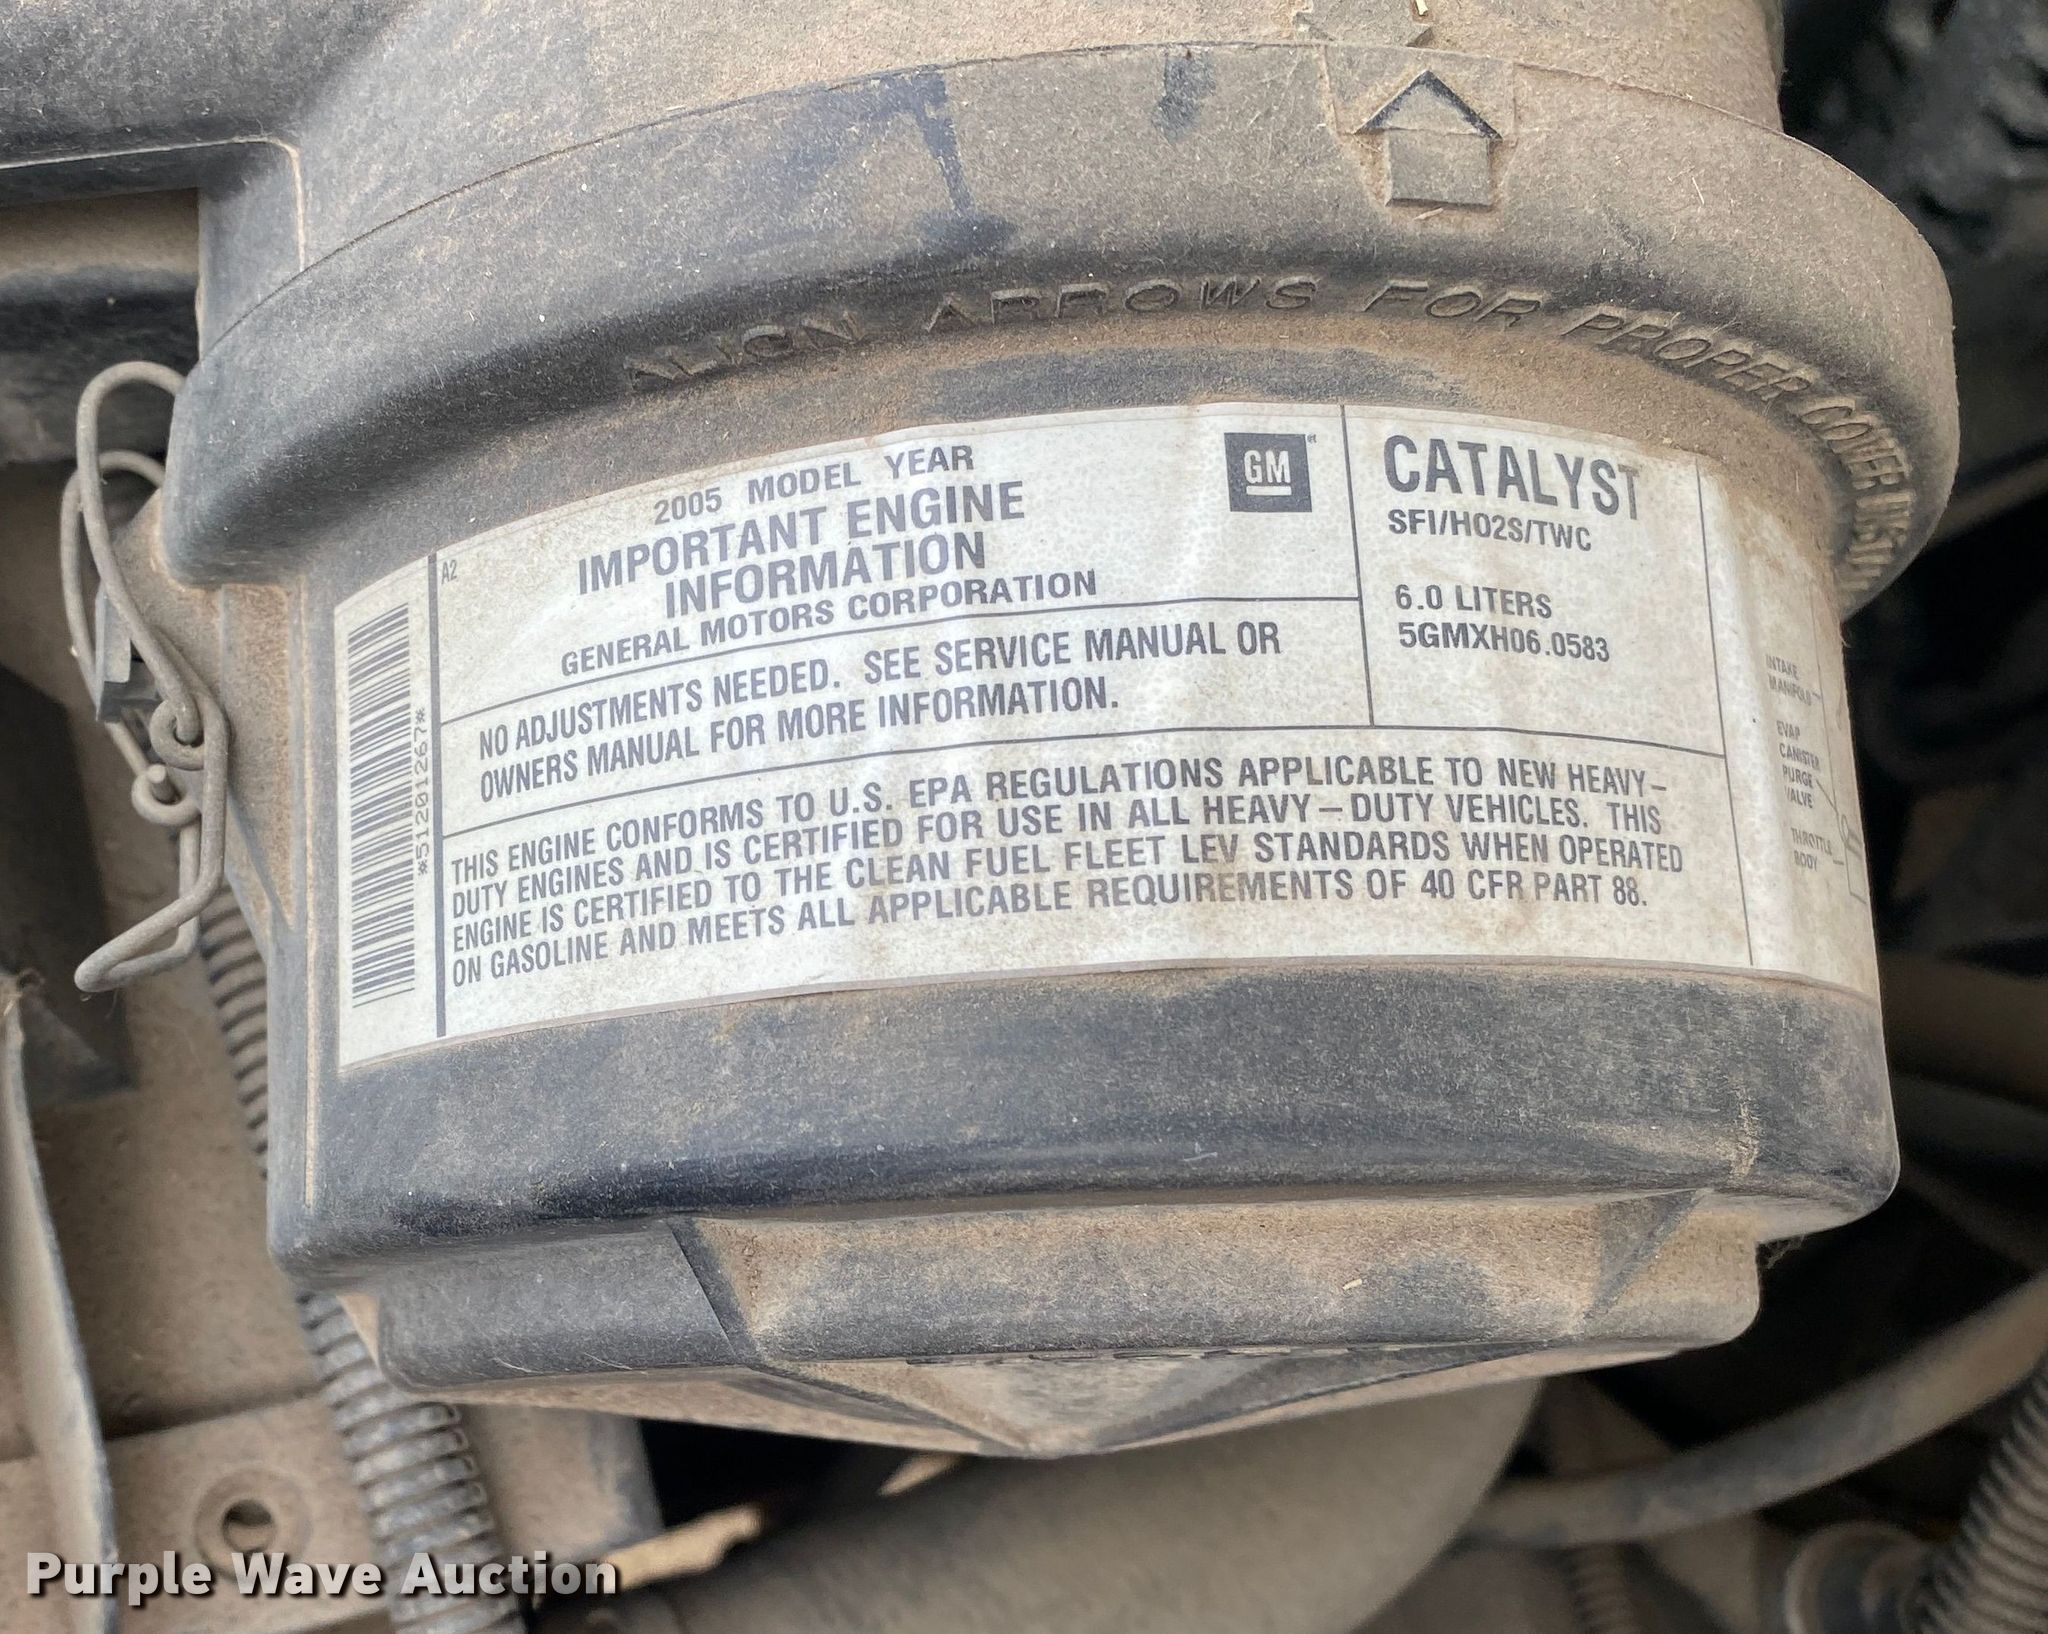 ALIGN ARROWS FOR PROPER COVER
2005 MODEL YEAR
IMPORTANT ENGINE
INFORMATION
GENERAL MOTORS CORPORATION
GM
A2
*51201267*
NO ADJUSTMENTS NEEDED. SEE SERVICE MANUAL OR
OWNERS MANUAL FOR MORE INFORMATION.
CATALYST
SFI/HO2S/TWC
6.0 LITERS
5GMXH06.0583
THIS ENGINE CONFORMS TO U.S. EPA REGULATIONS APPLICABLE TO NEW HEAVY-
DUTY ENGINES AND IS CERTIFIED FOR USE IN ALL HEAVY-DUTY VEHICLES. THIS
ENGINE IS CERTIFIED TO THE CLEAN FUEL FLEET LEV STANDARDS WHEN OPERATED
ON GASOLINE AND MEETS ALL APPLICABLE REQUIREMENTS OF 40 CFR PART 88.
INTAKE
MANIFOLD
EVAP
CANISTER
PURGE
VALVE
THROTTLE
BODY
Purple Wave Auction